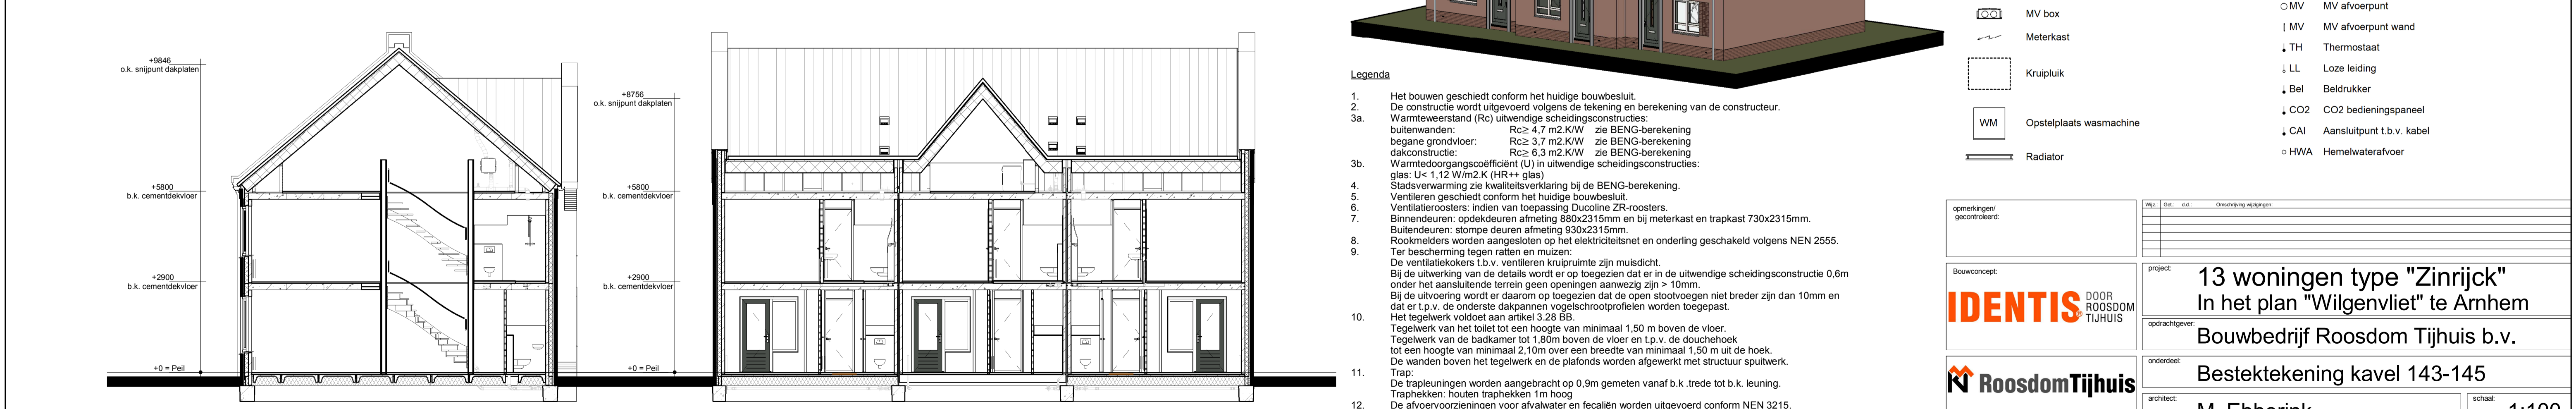 +9846
o.k. snijpunt dakplaten
+5800
b.k. cementdekvloer
+2900
b.k. cementdekvloer
+0 = Peil
+8756
o.k. snijpunt dakplaten
+5800
b.k. cementdekvloer
+2900
b.k. cementdekvloer
+0 = Peil
Legenda
1. Het bouwen geschiedt conform het huidige bouwbesluit.
2. De constructie wordt uitgevoerd volgens de tekening en berekening van de constructeur.
3a. Warmteweerstand (Rc) uitwendige scheidingsconstructies:
buitenwanden: Rc≥ 4,7 m2.K/W zie BENG-berekening
begane grondvloer: Rc≥ 3,7 m2.K/W zie BENG-berekening
dakconstructie: Rc≥ 6,3 m2.K/W zie BENG-berekening
3b. Warmtedoorgangscoëfficiënt (U) in uitwendige scheidingsconstructies:
glas: U< 1,12 W/m2.K (HR++ glas)
4. Stadsverwarming zie kwaliteitsverklaring bij de BENG-berekening.
5. Ventileren geschiedt conform het huidige bouwbesluit.
6. Ventilatieroosters: indien van toepassing Ducoline ZR-roosters.
7. Binnendeuren: opdekdeuren afmeting 880x2315mm en bij meterkast en trapkast 730x2315mm.
Buitendeuren: stompe deuren afmeting 930x2315mm.
8. Rookmelders worden aangesloten op het elektriciteitsnet en onderling geschakeld volgens NEN 2555.
9. Ter bescherming tegen ratten en muizen:
De ventilatiekokers t.b.v. ventileren kruipruimte zijn muisdicht.
Bij de uitwerking van de details wordt er op toegezien dat er in de uitwendige scheidingsconstructie 0,6m
onder het aansluitende terrein geen openingen aanwezig zijn > 10mm.
Bij de uitvoering wordt er daarom op toegezien dat de open stootvoegen niet breder zijn dan 10mm en
dat er t.p.v. de onderste dakpannen vogelschrootprofielen worden toegepast.
10. Het tegelwerk voldoet aan artikel 3.28 BB.
Tegelwerk van het toilet tot een hoogte van minimaal 1,50 m boven de vloer.
Tegelwerk van de badkamer tot 1,80m boven de vloer en t.p.v. de douchehoek
tot een hoogte van minimaal 2,10m over een breedte van minimaal 1,50 m uit de hoek.
De wanden boven het tegelwerk en de plafonds worden afgewerkt met structuur spuitwerk.
11. Trap:
De trapleuningen worden aangebracht op 0,9m gemeten vanaf b.k .trede tot b.k. leuning.
Traphekken: houten traphekken 1m hoog
12. De afvoervoorzieningen voor afvalwater en fecaliën worden uitgevoerd conform NEN 3215.
MV box
Meterkast
Kruipluik
WM Opstelplaats wasmachine
Radiator
MV MV afvoerpunt
MV MV afvoerpunt wand
TH Thermostaat
LL Loze leiding
Bel Beldrukker
CO2 CO2 bedieningspaneel
CAI Aansluitpunt t.b.v. kabel
HWA Hemelwaterafvoer
opmerkingen/
gecontroleerd:
Wijz.: Get.: d.d.: Omschrijving wijzigingen:
Bouwconcept:
IDENTIS DOOR
ROOSDOM
TIJHUIS
RoosdomTijhuis
project:
13 woningen type "Zinrijck"
In het plan "Wilgenvliet" te Arnhem
opdrachtgever:
Bouwbedrijf Roosdom Tijhuis b.v.
onderdeel:
Bestektekening kavel 143-145
architect:
M. Ebberink
schaal:
1:100